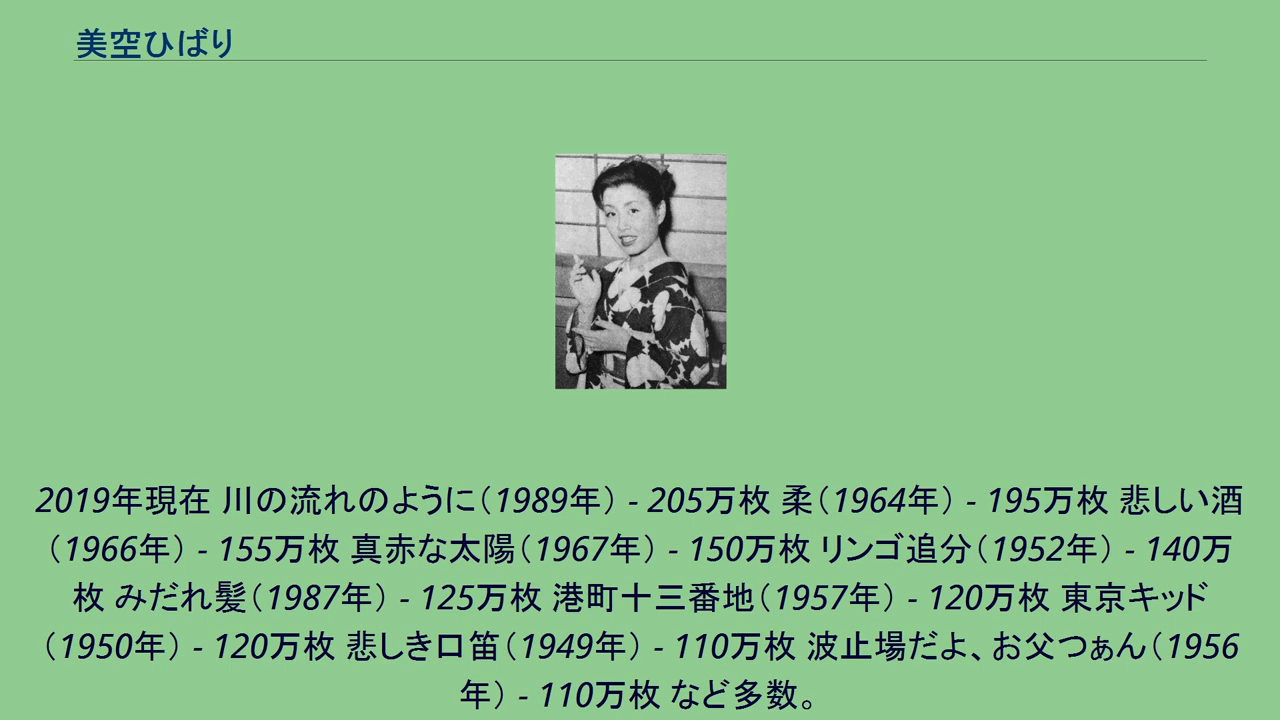 美空ひばり
2019年現在 川の流れのように（1989年） - 205万枚 柔（1964年） - 195万枚 悲しい酒
（1966年） - 155万枚 真赤な太陽（1967年） - 150万枚 リンゴ追分（1952年） - 140万
枚 みだれ髪（1987年） - 125万枚 港町十三番地（1957年） - 120万枚 東京キッド
（1950年） - 120万枚 悲しき口笛（1949年） - 110万枚 波止場だよ、お父つぁん（1956
年） - 110万枚 など多数。